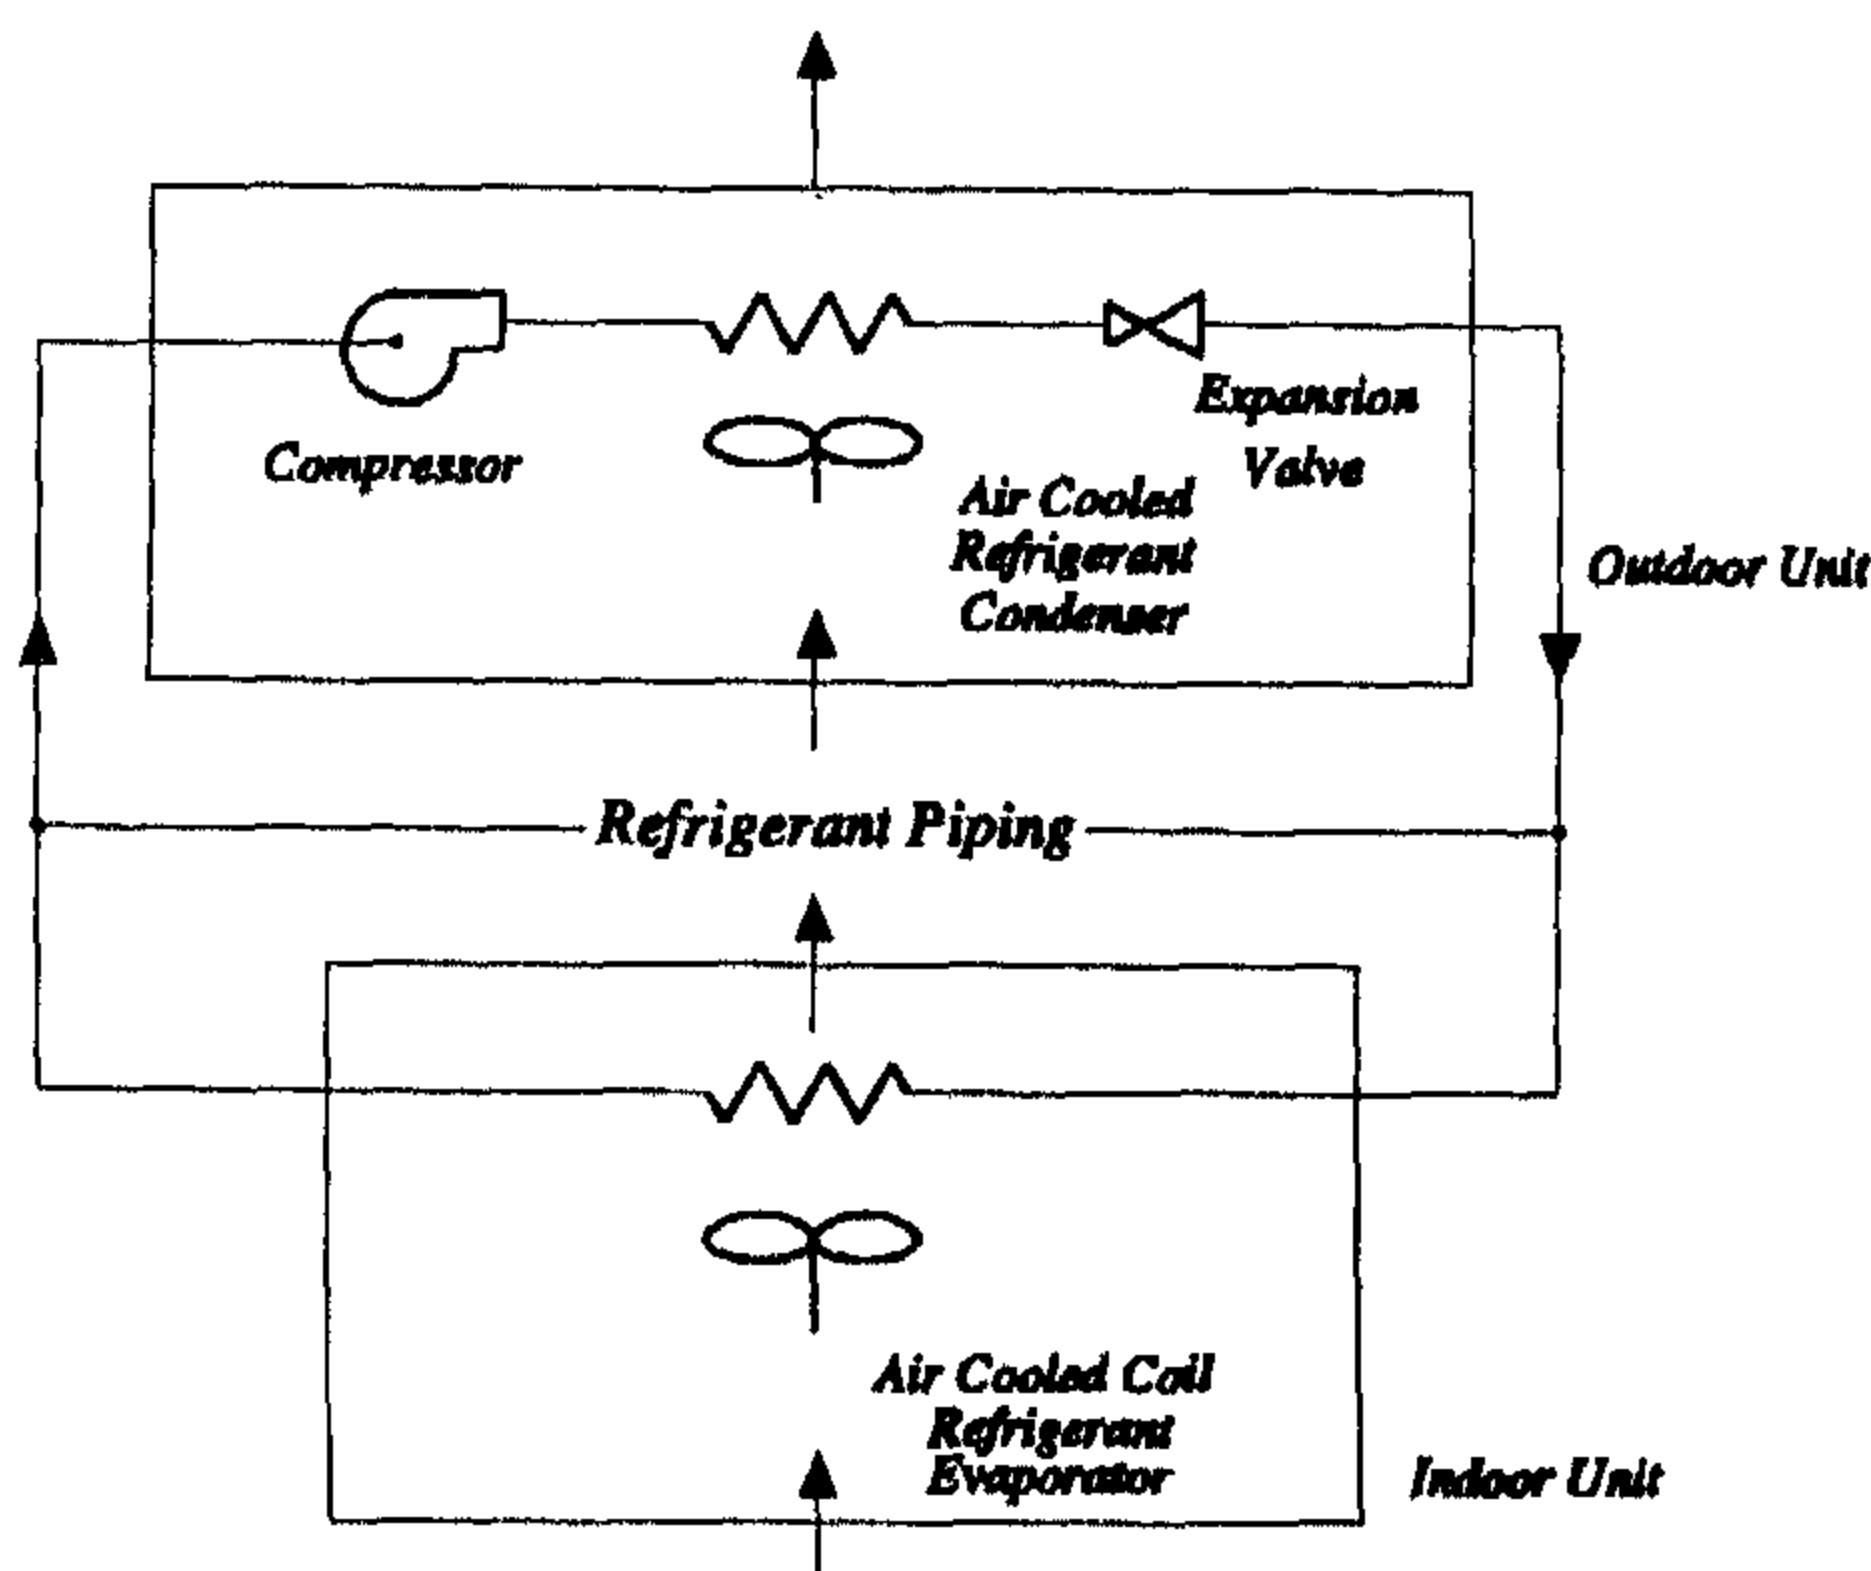 Compressor
Expansion
Valve
Air Cooled
Refrigerant
Condenser
Outdoor Unit
Refrigerant Piping
Air Cooled Coil
Refrigerant
Evaporator
Indoor Unit